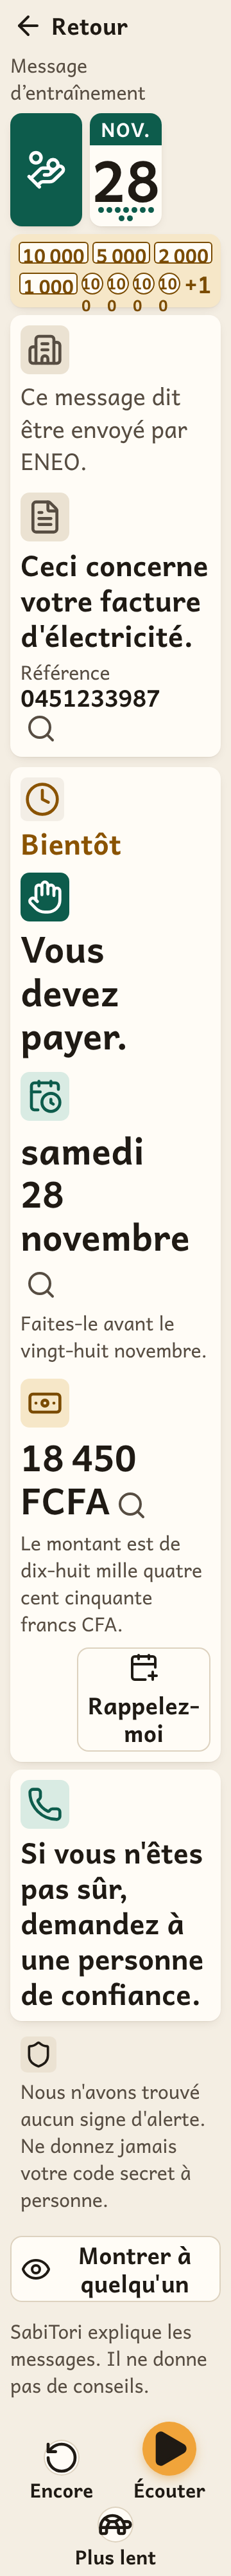 Retour
Message
d’entraînement
NOV.
28
10 000 5 000 2 000
1 000 100 100 100 100 +1
Ce message dit
être envoyé par
ENEO.
Ceci concerne
votre facture
d'électricité.
Référence
0451233987
Bientôt
Vous
devez
payer.
samedi
28
novembre
Faites-le avant le
vingt-huit novembre.
18 450
FCFA
Le montant est de
dix-huit mille quatre
cent cinquante
francs CFA.
Rappelez-
moi
Si vous n'êtes
pas sûr,
demandez à
une personne
de confiance.
Nous n'avons trouvé
aucun signe d'alerte.
Ne donnez jamais
votre code secret à
personne.
Montrer à
quelqu'un
SabiTori explique les
messages. Il ne donne
pas de conseils.
Encore
Écouter
Plus lent